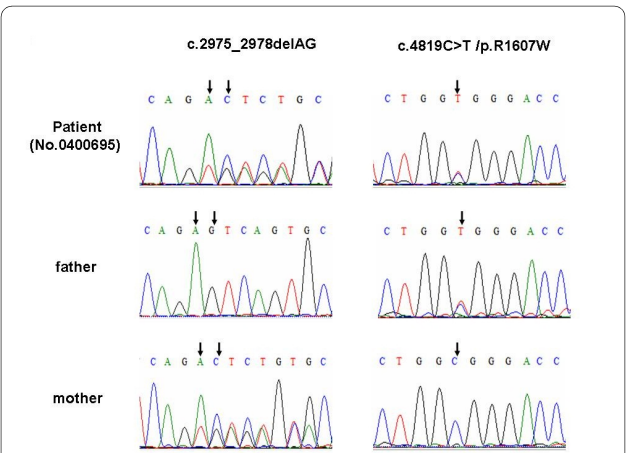 c.2975_2978delAG c.4819C>T /p.R1607W
C A G A C T C T G C C T G G T G G G A C C
Patient
(No.0400695)
C A G A G T C A G T G C C T G G T G G G A C C
father
C A G A C T C T G T G C C T G G C G G G A C C
mother